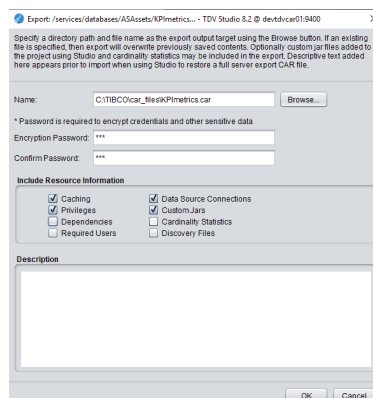 Export: /services/databases/ASAssets/KPImetrics... - TDV Studio 8.2 @ devtdvcar01:9400
Specify a directory path and file name as the export output target using the Browse button. If an existing
file is specified, then export will overwrite previously saved contents. Optionally custom jar files added to
the project using Studio and cardinality statistics may be included in the export. Descriptive text added
here appears prior to import when using Studio to restore a full server export CAR file.
Name: C:\TIBCO\car_files\KPImetrics.car Browse...
* Password is required to encrypt credentials and other sensitive data
Encryption Password: ***
Confirm Password: ***
Include Resource Information
Caching Data Source Connections
Privileges Custom Jars
Dependencies Cardinality Statistics
Required Users Discovery Files
Description
OK Cancel